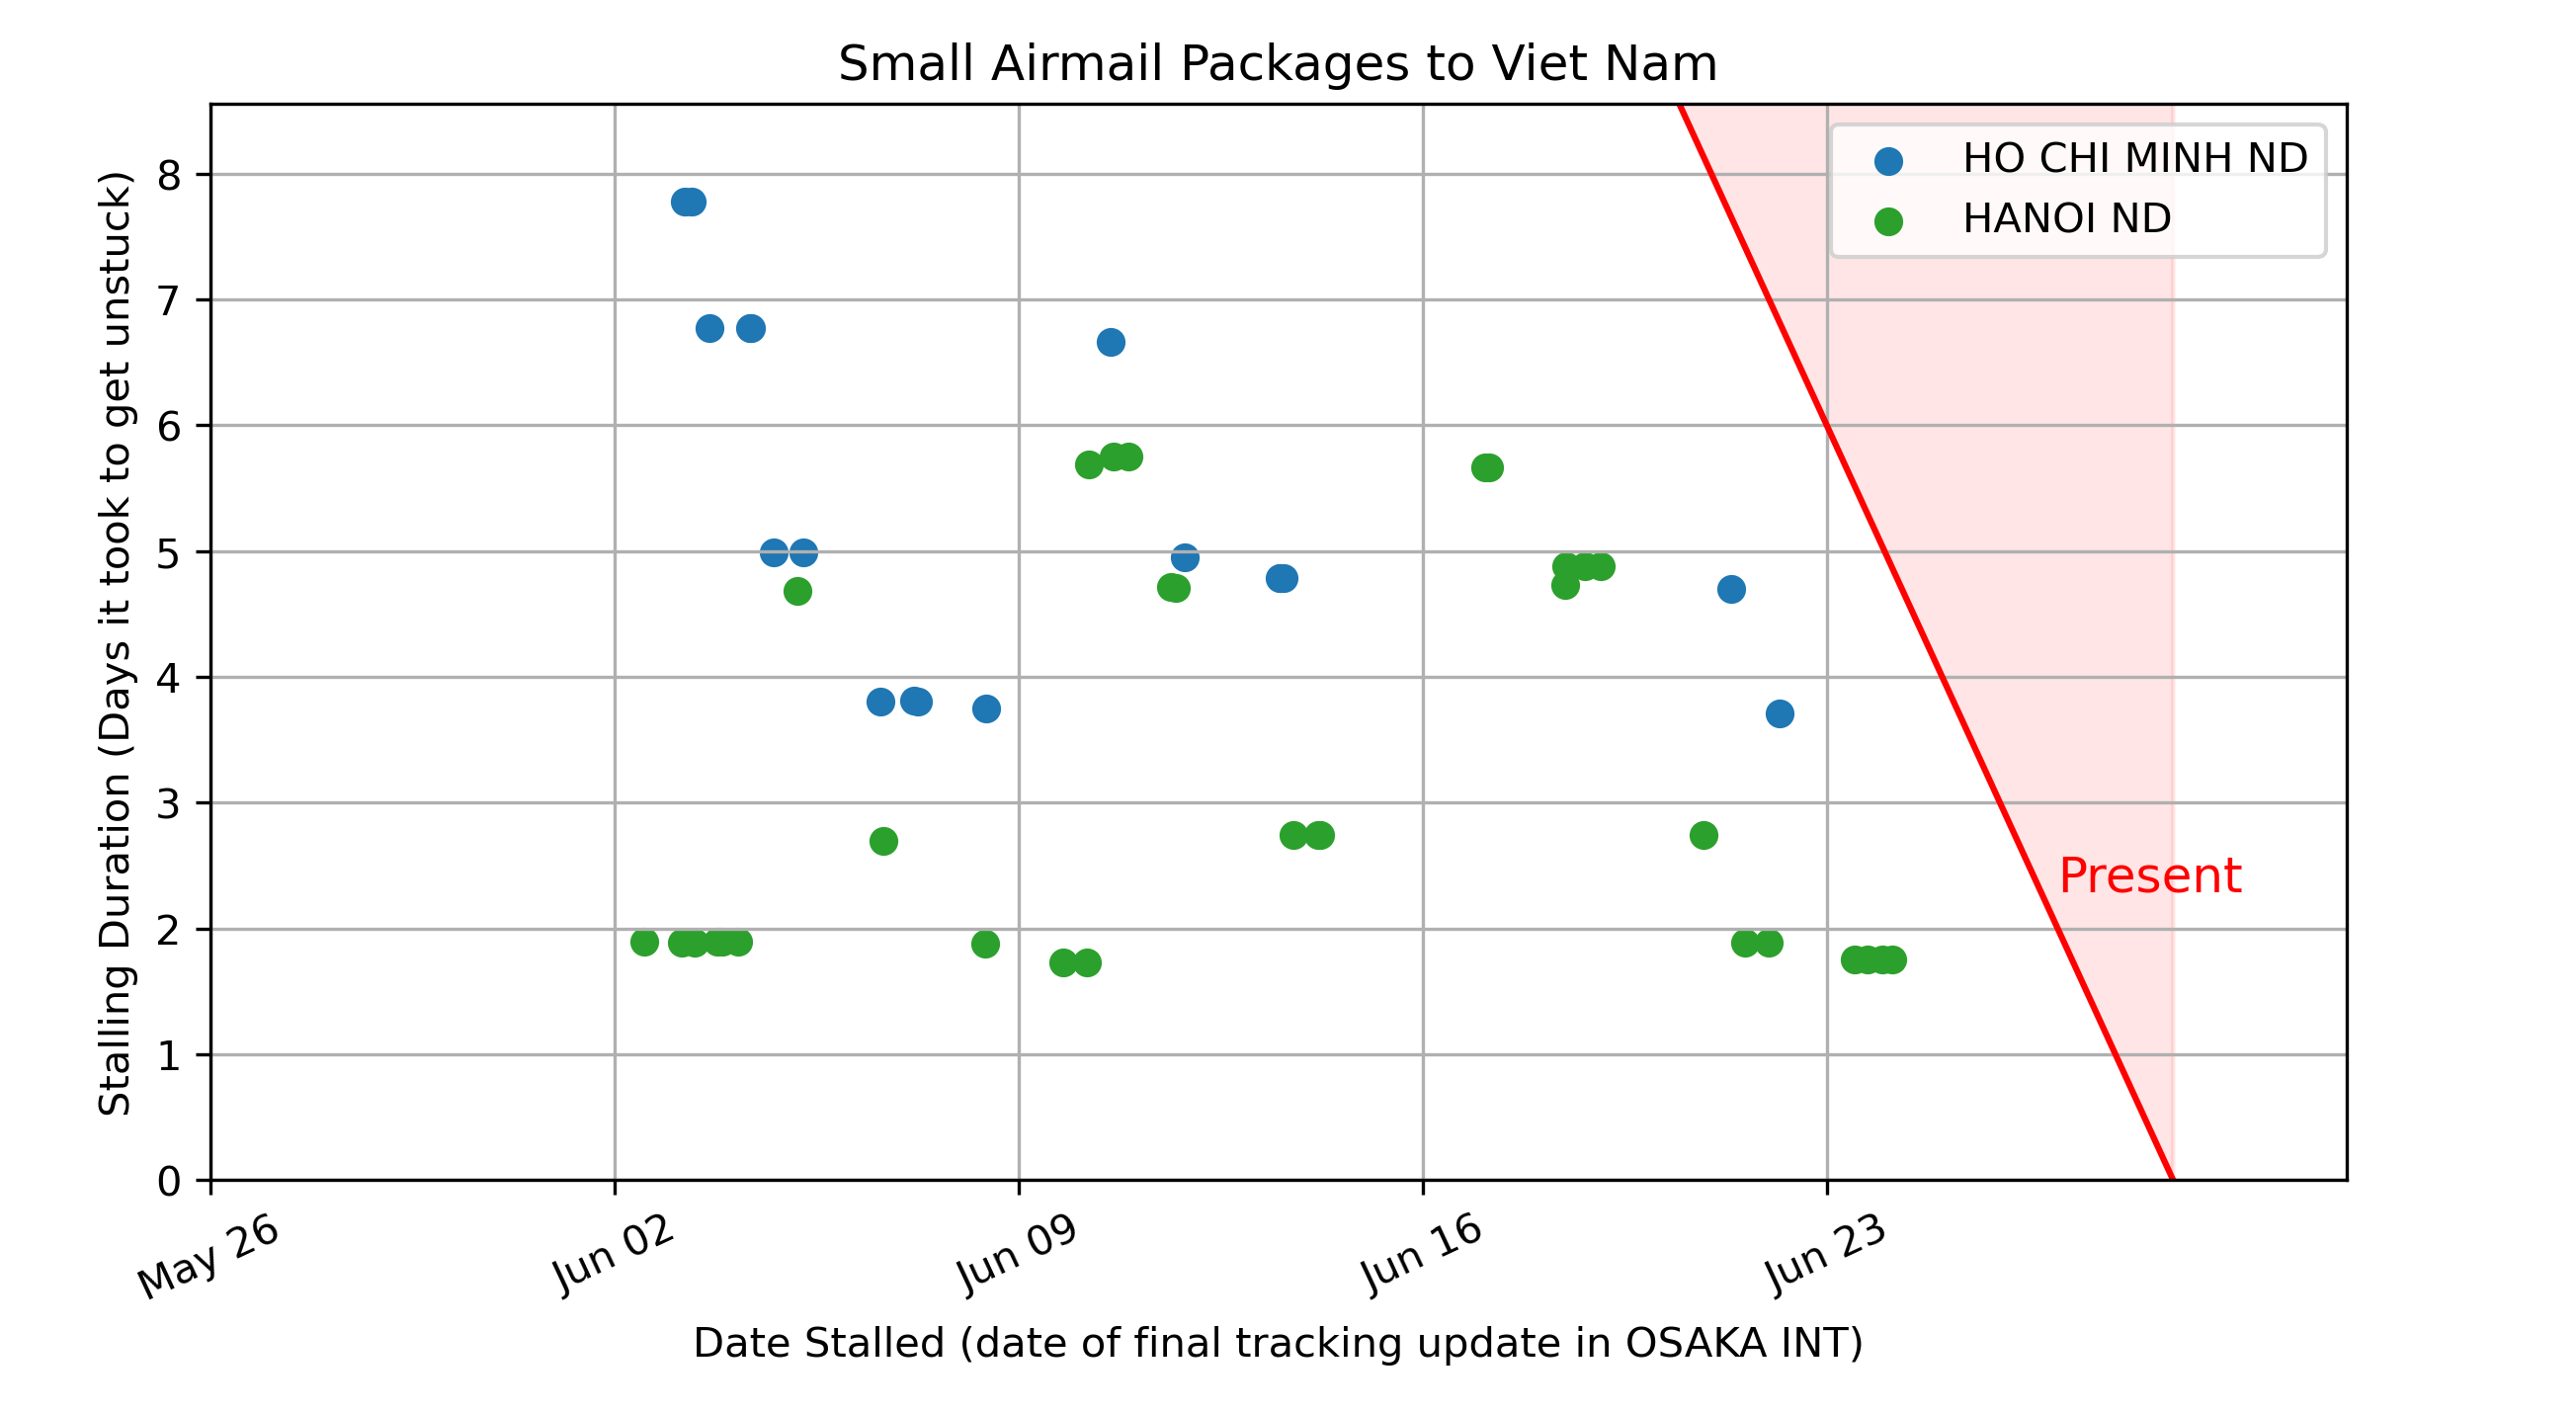 Small Airmail Packages to Viet Nam
HO CHI MINH ND
HANOI ND
Present
Stalling Duration (Days it took to get unstuck)
8
7
6
5
4
3
2
1
0
May 26
Jun 02
Jun 09
Jun 16
Jun 23
Date Stalled (date of final tracking update in OSAKA INT)